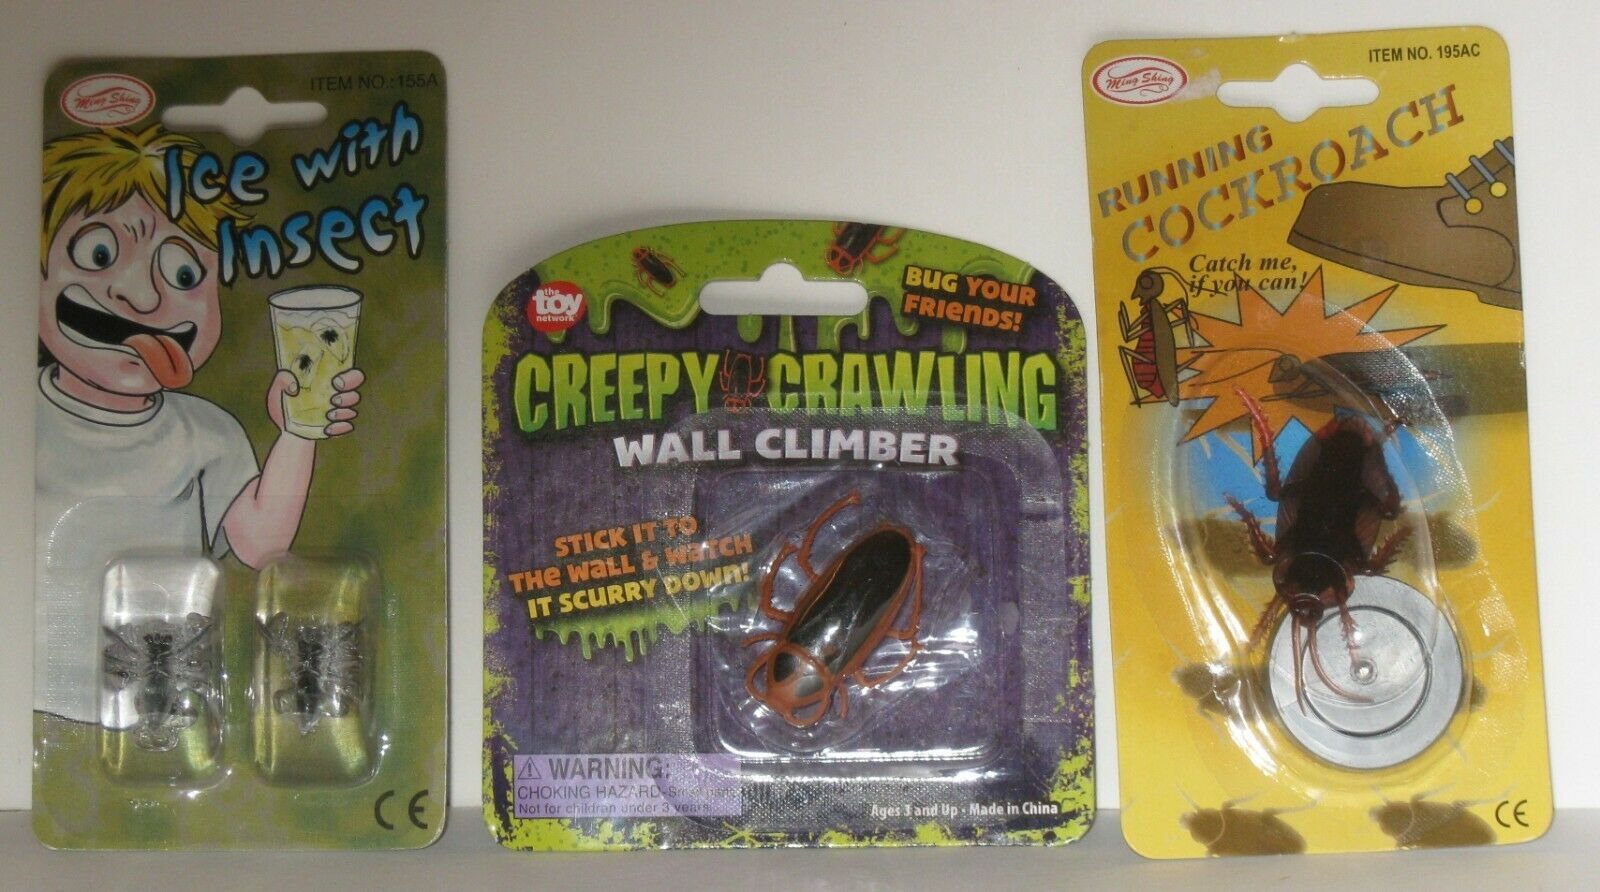 Ming Shing
ITEM NO.: 155A
Ice with
Insect
CE
the
toy
network
BUG YOUR
FRIENDS!
CREEPY CRAWLING
WALL CLIMBER
STICK IT TO
THE WALL & WATCH
IT SCURRY DOWN!
WARNING:
CHOKING HAZARD-Small parts
Not for children under 3 years
Ages 3 and Up • Made in China
Ming Shing
ITEM NO. 195AC
RUNNING
COCKROACH
Catch me,
if you can!
CE